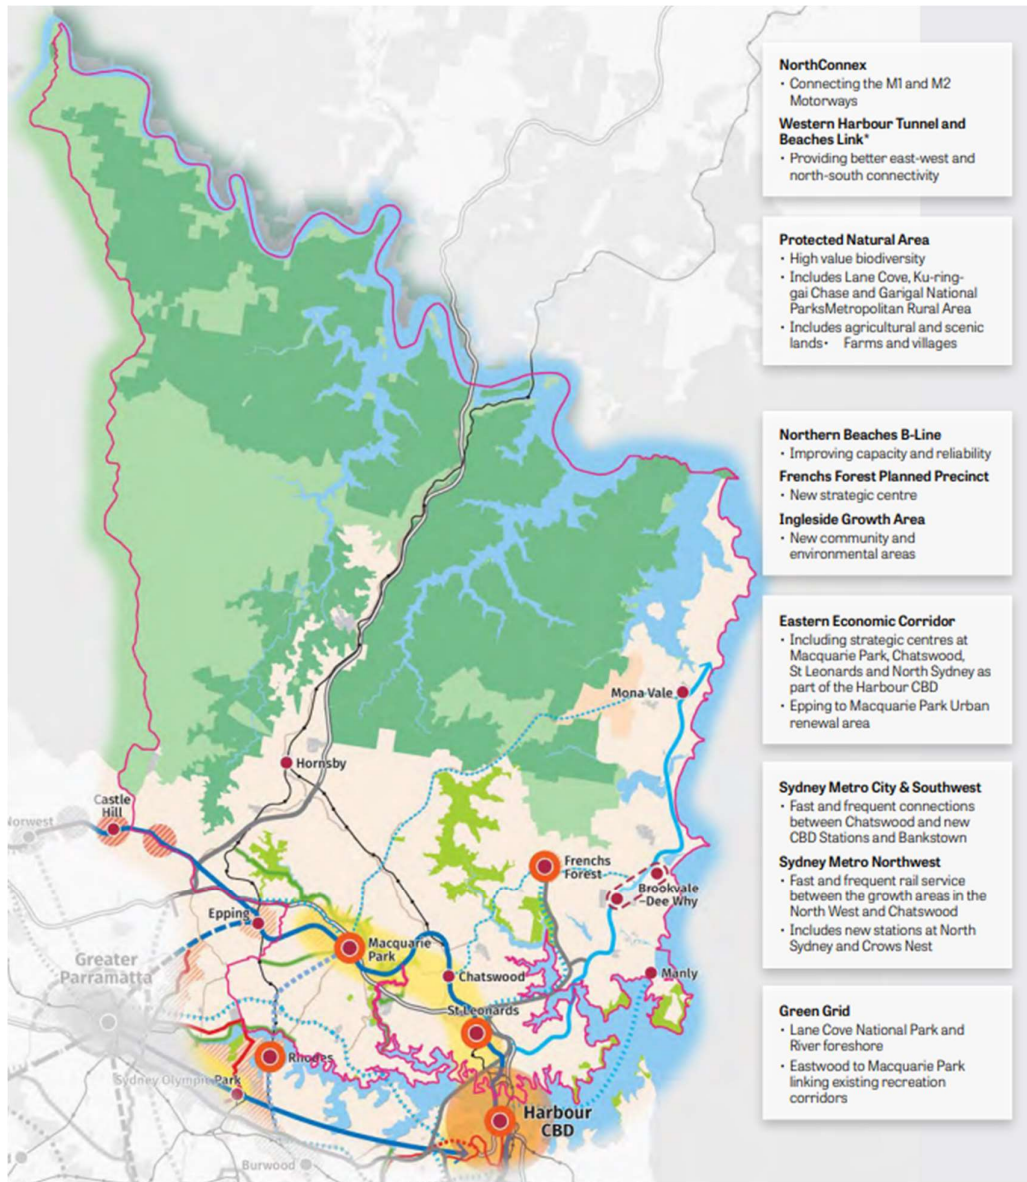 NorthConnex
• Connecting the M1 and M2
Motorways
Western Harbour Tunnel and
Beaches Link*
• Providing better east-west and
north-south connectivity
Protected Natural Area
• High value biodiversity
• Includes Lane Cove, Ku-ring-
gai Chase and Garigal National
ParksMetropolitan Rural Area
• Includes agricultural and scenic
lands• Farms and villages
Northern Beaches B-Line
• Improving capacity and reliability
Frenchs Forest Planned Precinct
• New strategic centre
Ingleside Growth Area
• New community and
environmental areas
Eastern Economic Corridor
• Including strategic centres at
Macquarie Park, Chatswood,
St Leonards and North Sydney as
part of the Harbour CBD
• Epping to Macquarie Park Urban
renewal area
Sydney Metro City & Southwest
• Fast and frequent connections
between Chatswood and new
CBD Stations and Bankstown
Sydney Metro Northwest
• Fast and frequent rail service
between the growth areas in the
North West and Chatswood
• Includes new stations at North
Sydney and Crows Nest
Green Grid
• Lane Cove National Park and
River foreshore
• Eastwood to Macquarie Park
linking existing recreation
corridors
Mona Vale
Hornsby
Castle
Hill
Norwest
Frenchs
Forest
Brookvale
–Dee Why
Epping
Macquarie
Park
Greater
Parramatta
Chatswood
Manly
St Leonards
Rhodes
Sydney Olympic Park
Harbour
CBD
Burwood